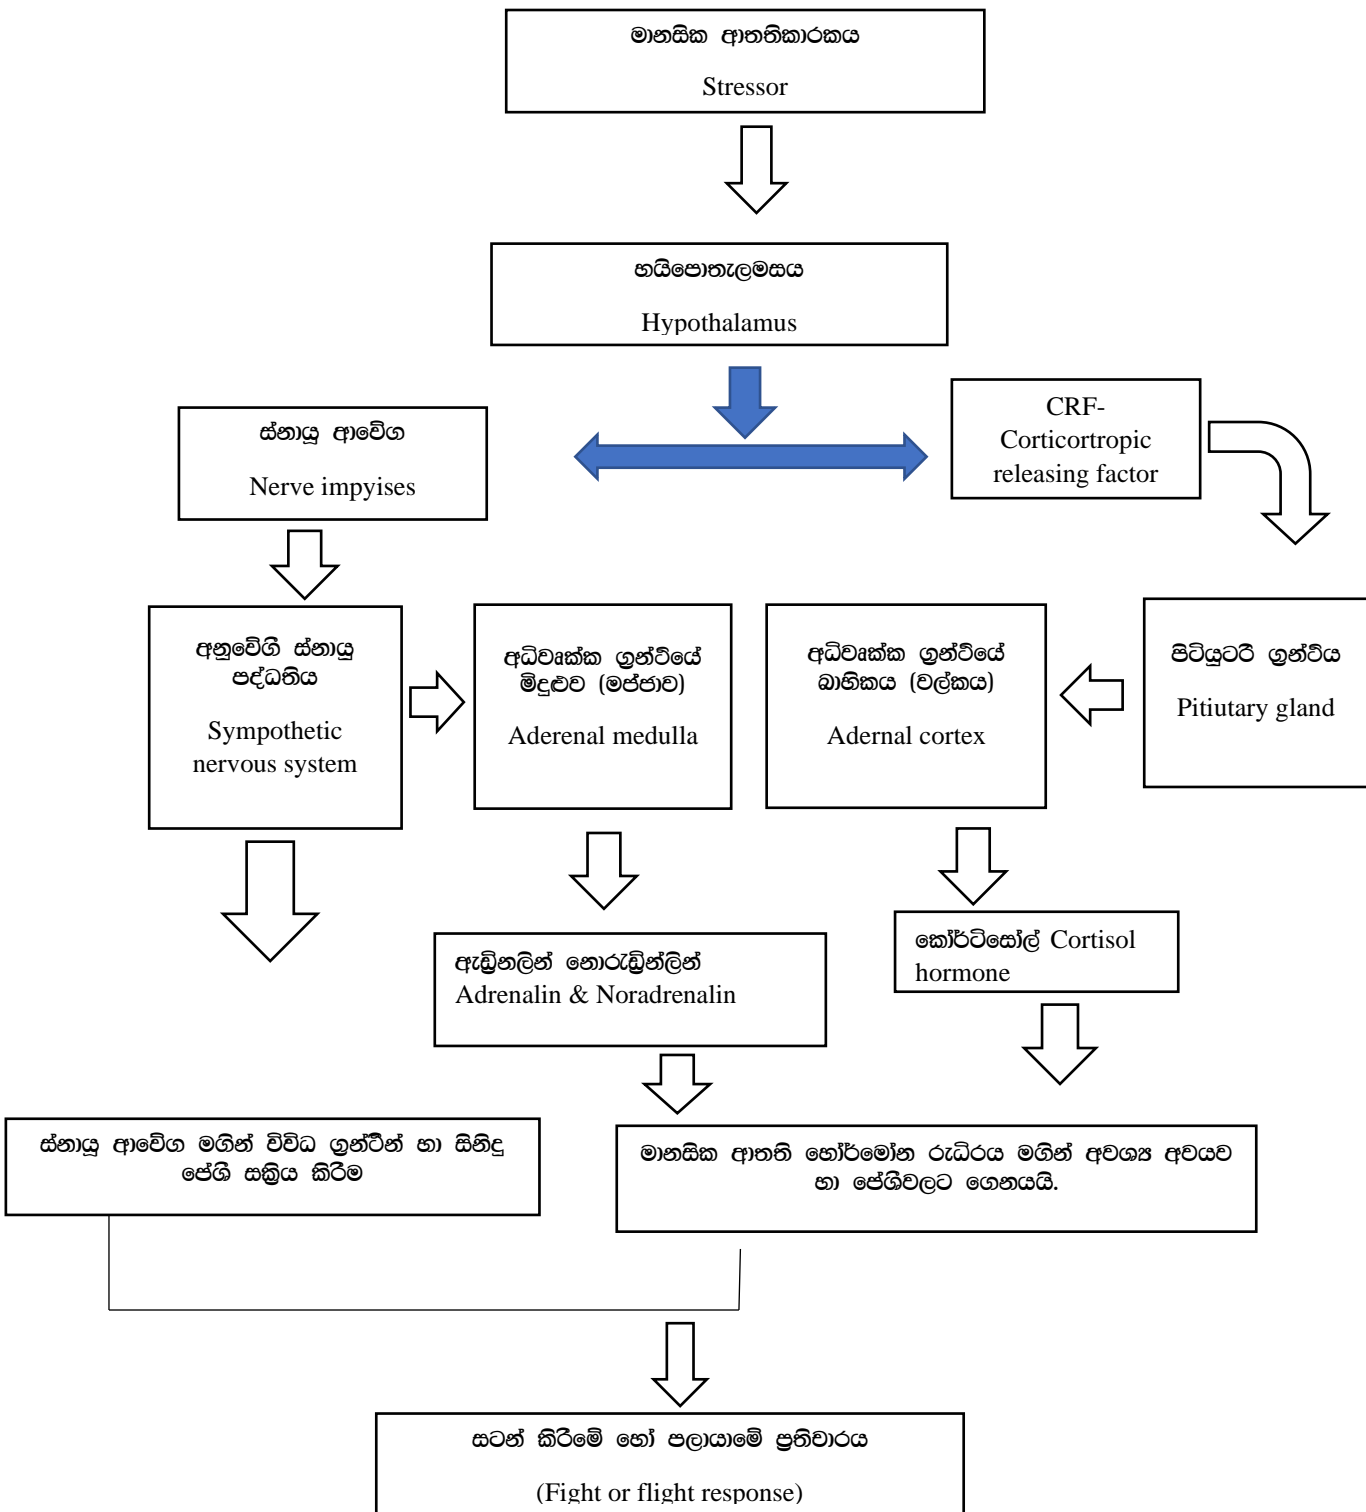 මානසික ආතතිකාරකය
Stressor
හයිපොතැලමසය
Hypothalamus
ස්නායූ ආවේග
Nerve impyises
CRF-
Corticortropic
releasing factor
අනුවේගී ස්නායු
පද්ධතිය
Sympothetic
nervous system
අධිවෘක්ක ග්‍රන්ථියේ
මිදුළුව (මජ්ජාව)
Aderenal medulla
අධිවෘක්ක ග්‍රන්ථියේ
බාහිකය (වල්කය)
Adernal cortex
පිටියුටරි ග්‍රන්ථිය
Pitiutary gland
ඇඩ්‍රිනලින් නොරැඩ්‍රින්ලින්
Adrenalin & Noradrenalin
කෝර්ටිසෝල් Cortisol
hormone
ස්නායූ ආවේග මගින් විවිධ ග්‍රන්ථීන් හා සිනිදු
පේශී සක්‍රිය කිරීම
මානසික ආතති හෝර්මෝන රුධිරය මගින් අවශ්‍ය අවයව
හා පේශීවලට ගෙනයයි.
සටන් කිරීමේ හෝ පලායාමේ ප්‍රතිචාරය
(Fight or flight response)